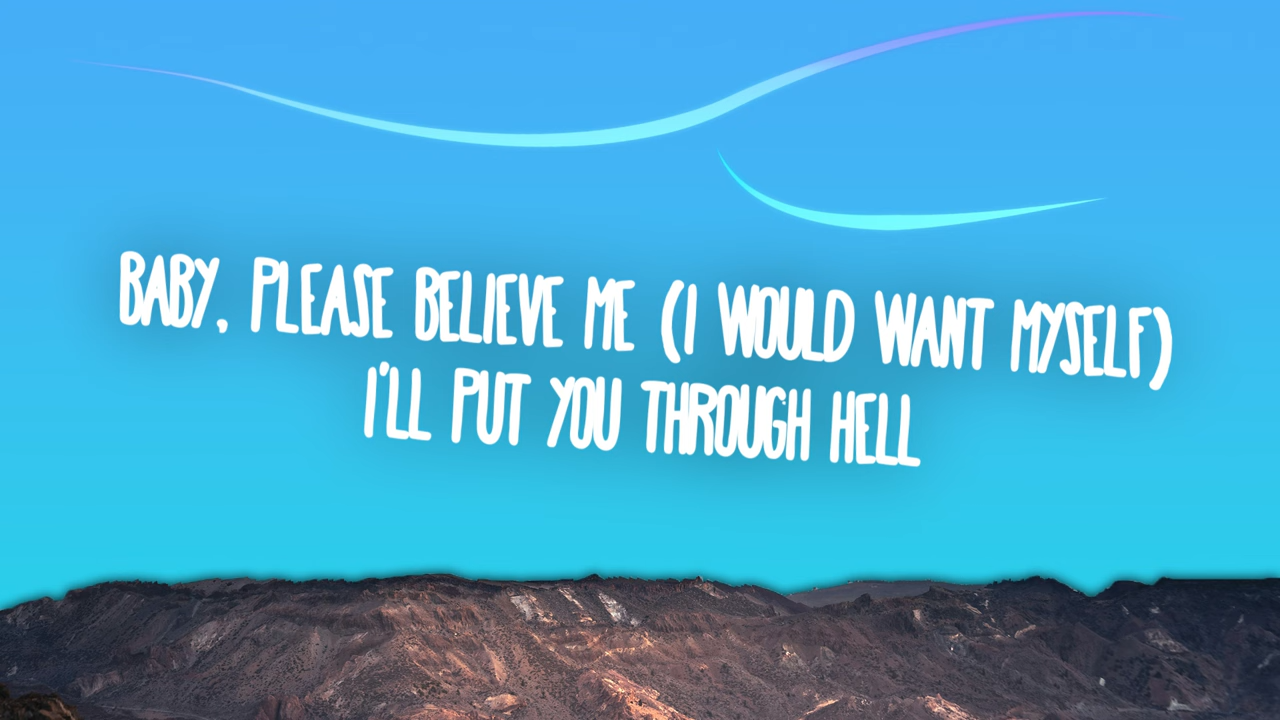 BABY, PLEASE BELIEVE ME (I WOULD WANT MYSELF)
I'LL PUT YOU THROUGH HELL